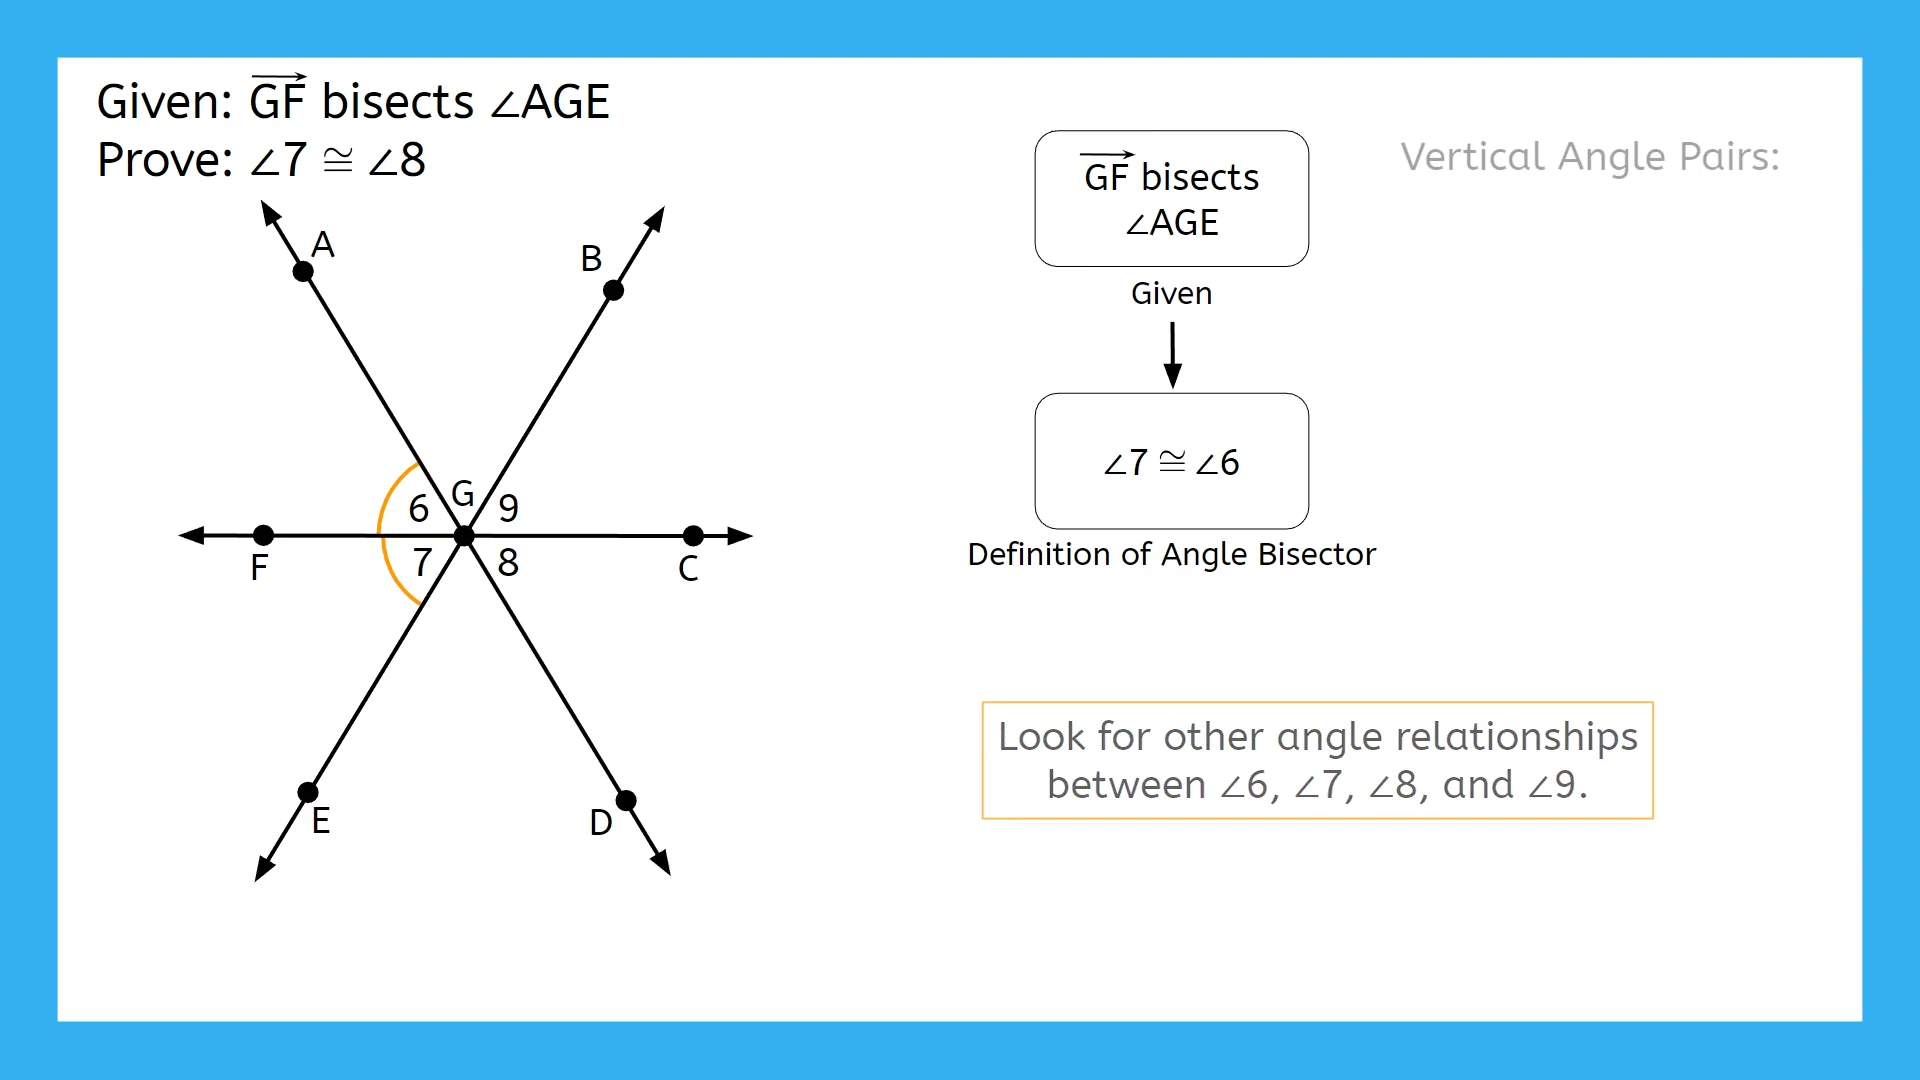 Given: GF bisects ∠AGE
Prove: ∠7 ≅ ∠8
A
B
G
6
9
7
8
F
C
E
D
GF bisects
∠AGE
Given
∠7 ≅ ∠6
Definition of Angle Bisector
Vertical Angle Pairs:
Look for other angle relationships
between ∠6, ∠7, ∠8, and ∠9.